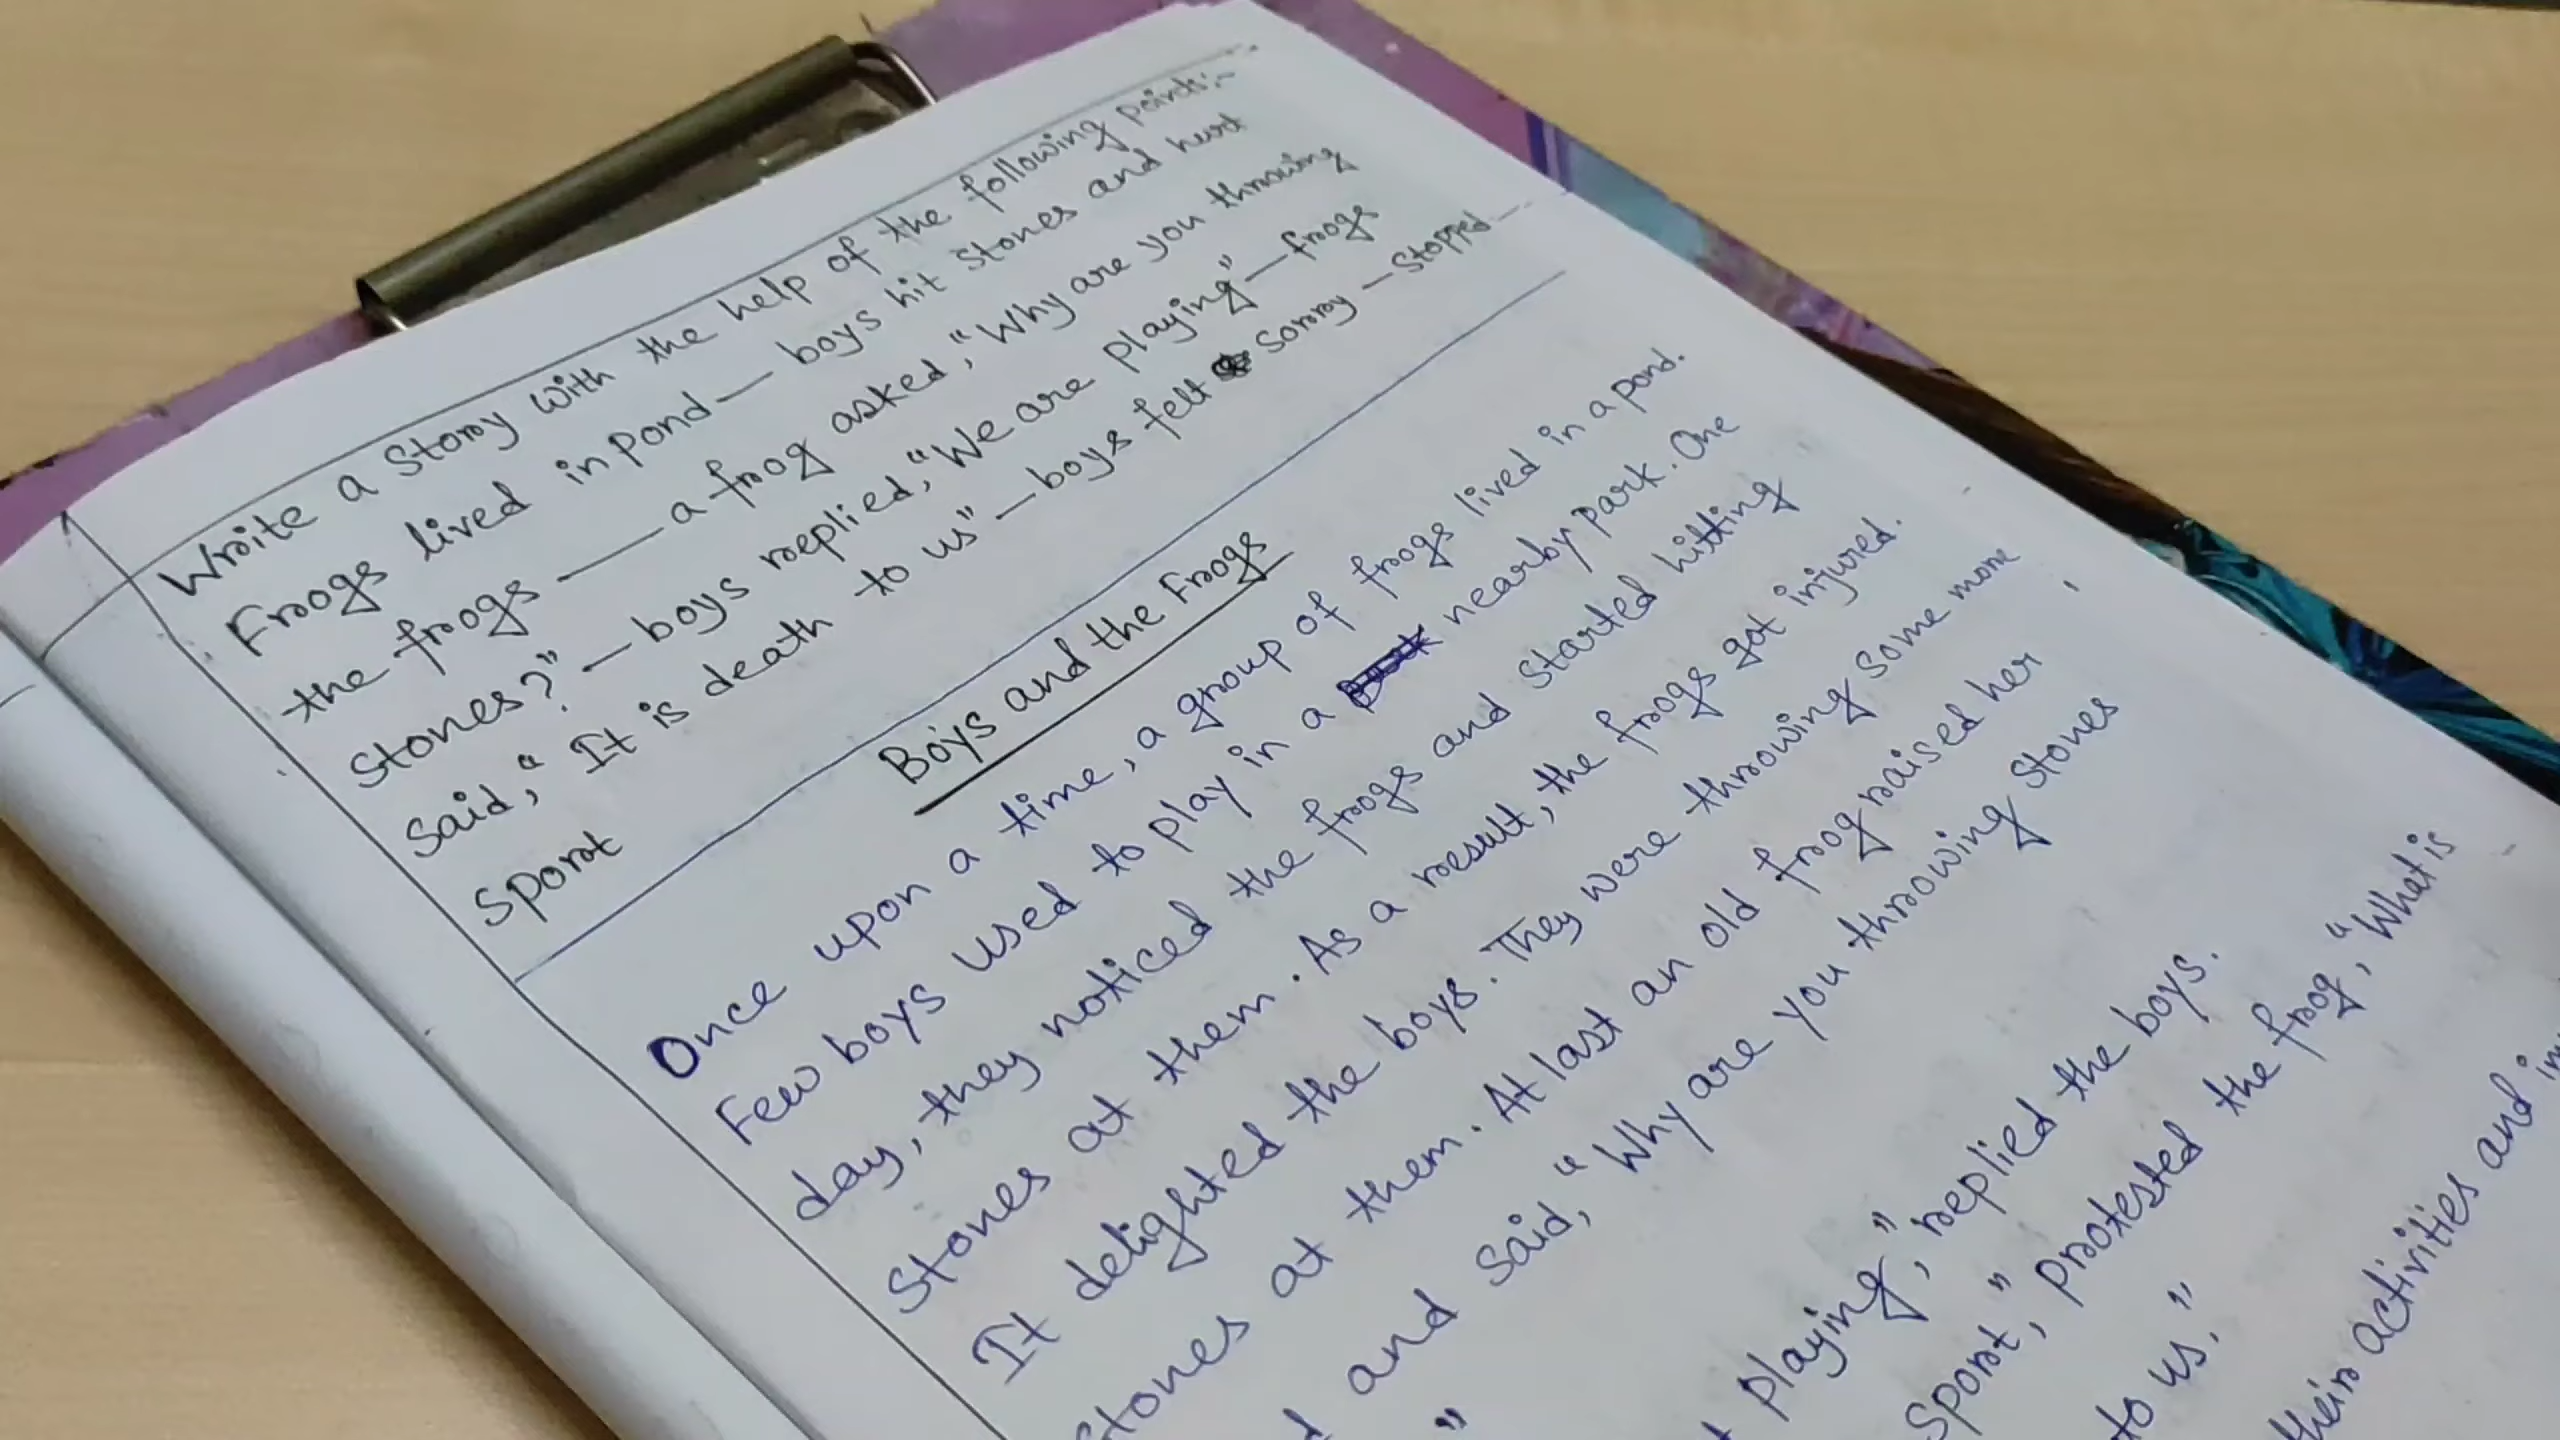 Write a Story with the help of the following points:-
Frogs lived in pond — boys hit stones and hurt
the frogs — a frog asked, "Why are you throwing
stones?" — boys replied, "We are playing" — frogs
said, "It is death to us" — boys felt sorry — stopped
sport
Boys and the Frogs
Once upon a time, a group of frogs lived in a pond.
Few boys used to play in a nearby park. One
day, they noticed the frogs and started hitting
stones at them. As a result, the frogs got injured.
It delighted the boys. They were throwing some more
stones at them. At last an old frog raised her
and said, "Why are you throwing stones
"
playing", replied the boys.
sport", protested the frog, "What is
to us."
their activities and